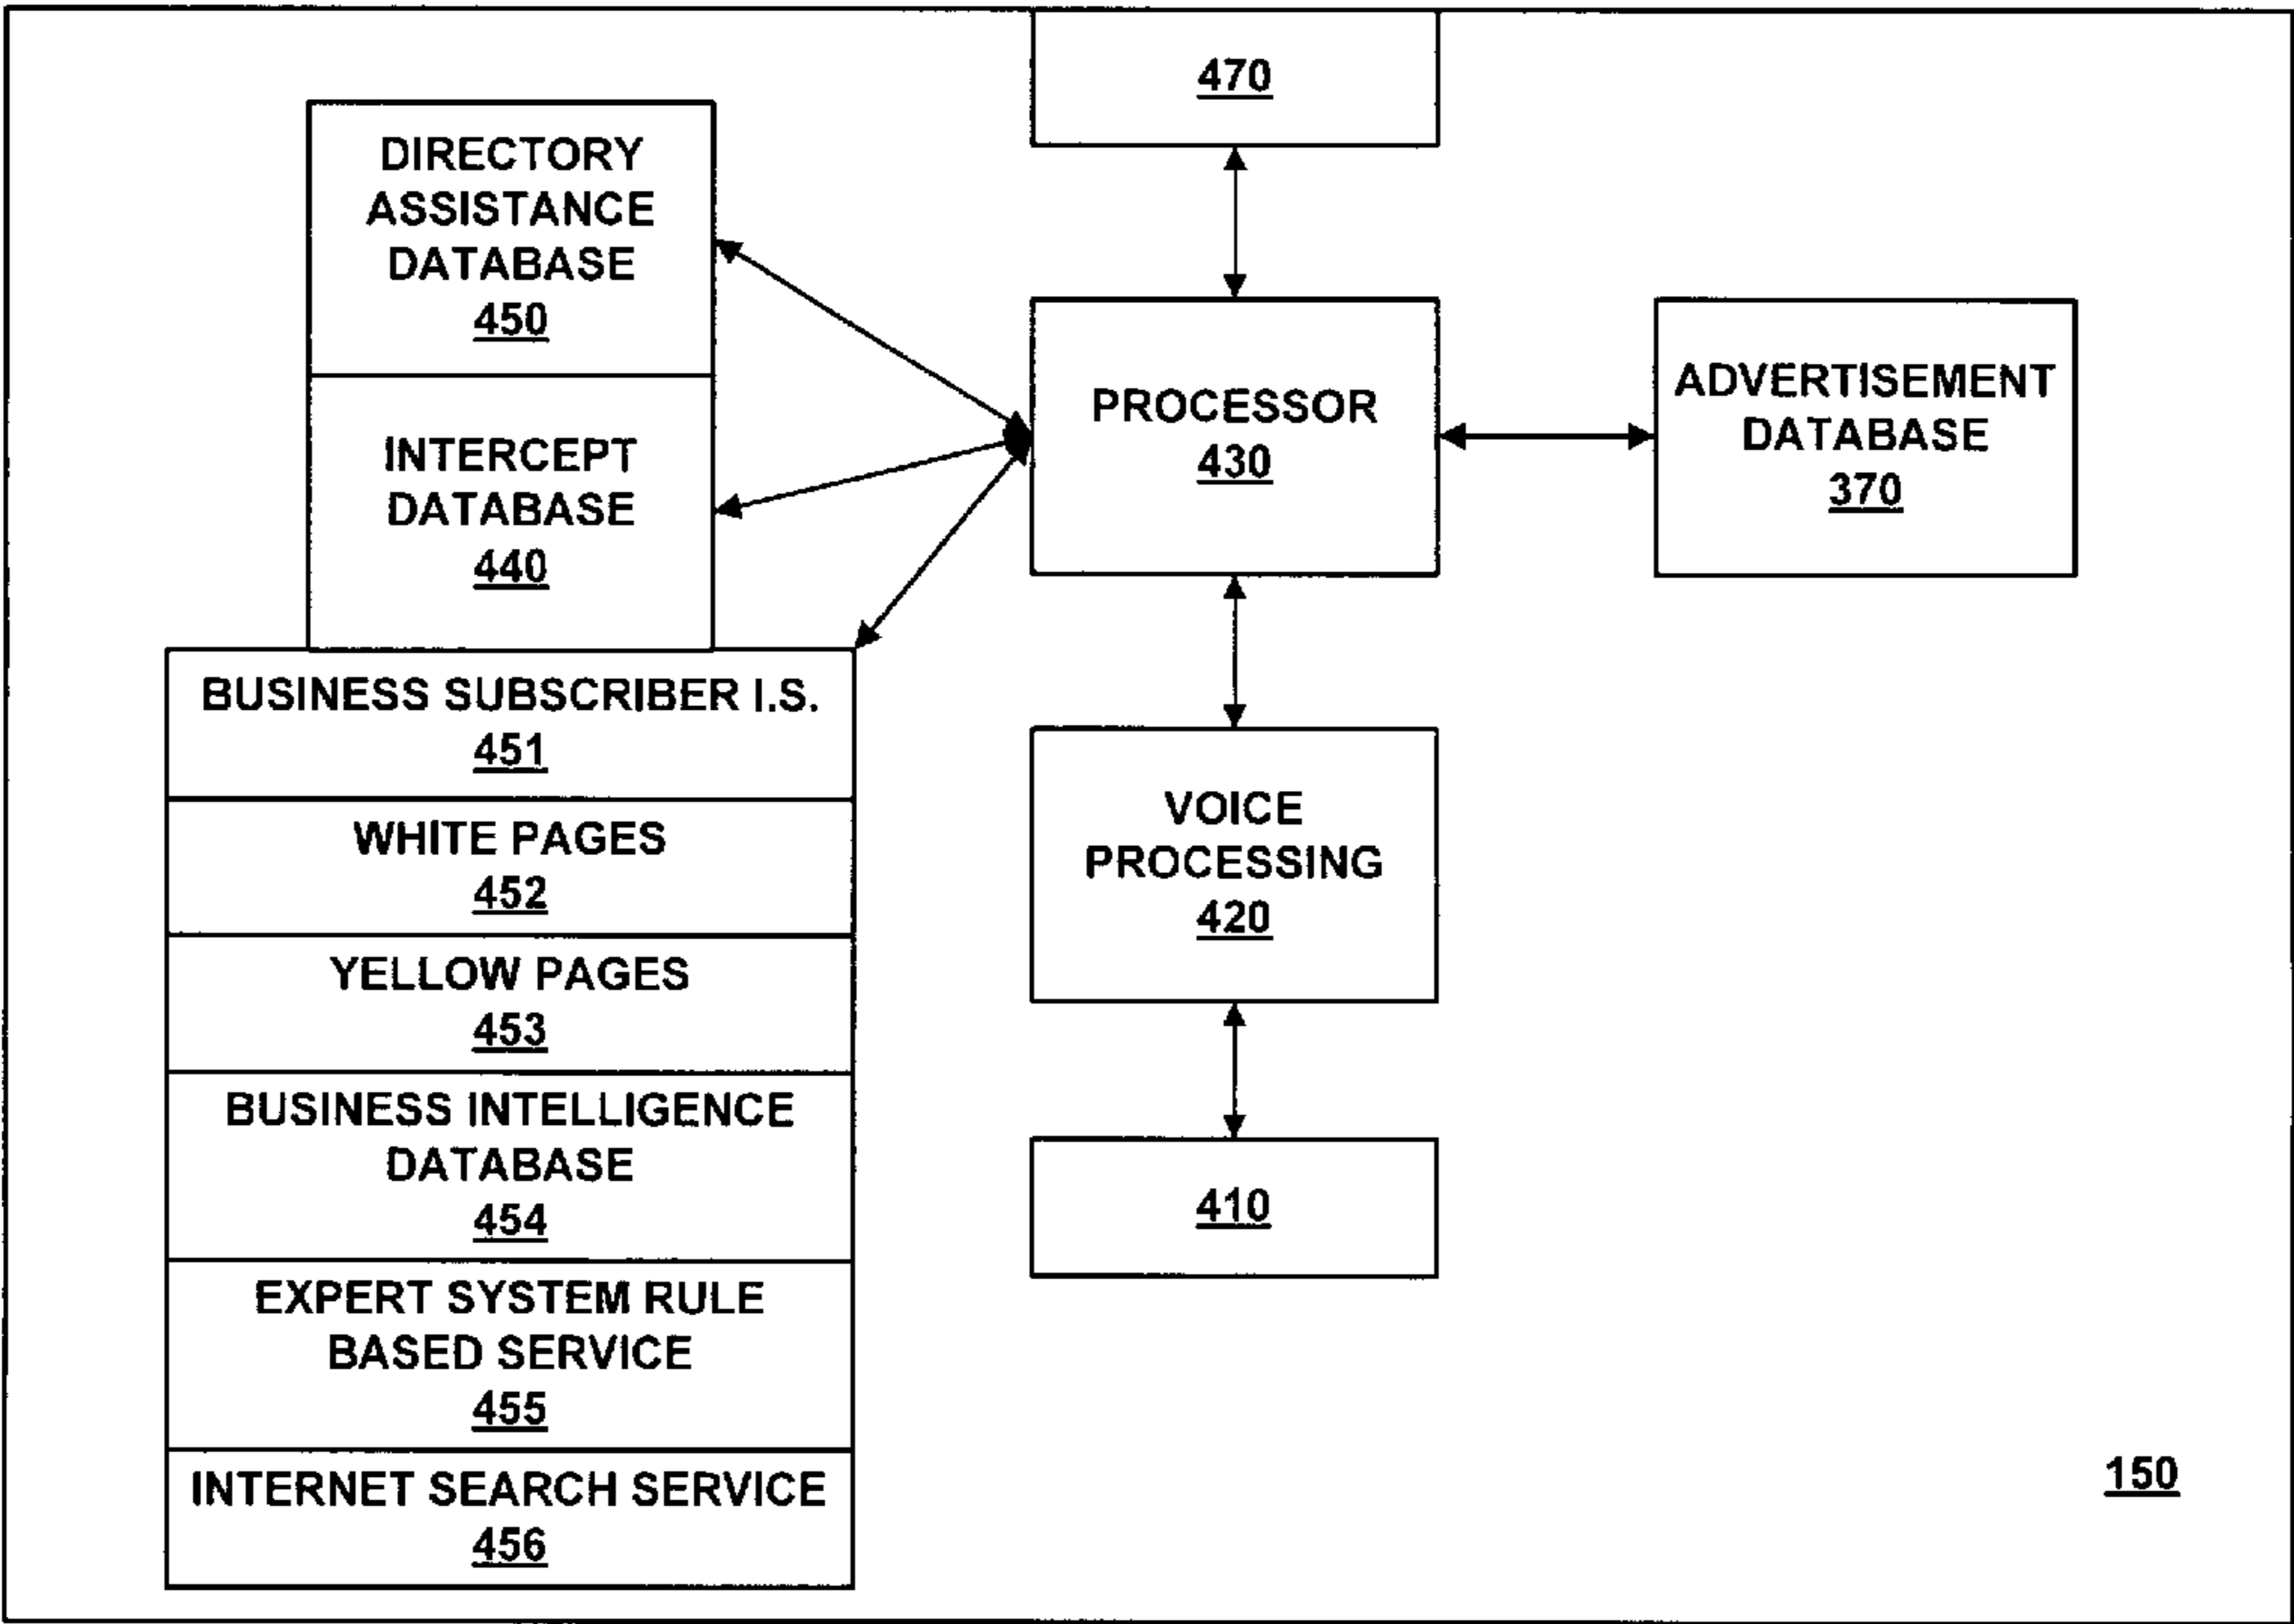 470
DIRECTORY
ASSISTANCE
DATABASE
450
INTERCEPT
DATABASE
440
PROCESSOR
430
ADVERTISEMENT
DATABASE
370
BUSINESS SUBSCRIBER I.S.
451
WHITE PAGES
452
YELLOW PAGES
453
BUSINESS INTELLIGENCE
DATABASE
454
EXPERT SYSTEM RULE
BASED SERVICE
455
INTERNET SEARCH SERVICE
456
VOICE
PROCESSING
420
410
150